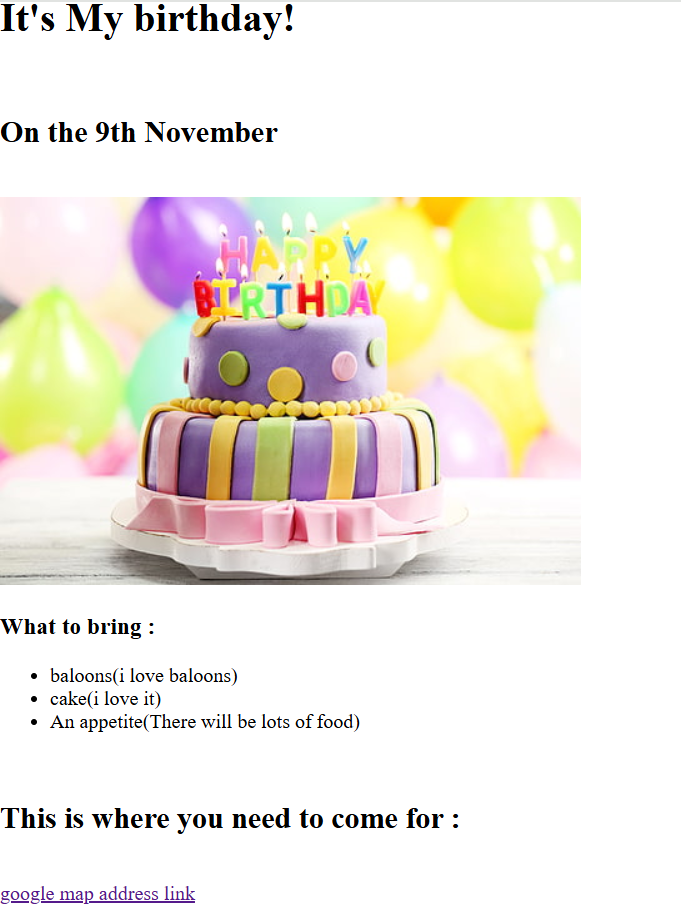 It's My birthday!
On the 9th November
HAPPY
BIRTHDAY
What to bring :
baloons(i love baloons)
cake(i love it)
An appetite(There will be lots of food)
This is where you need to come for :
google map address link